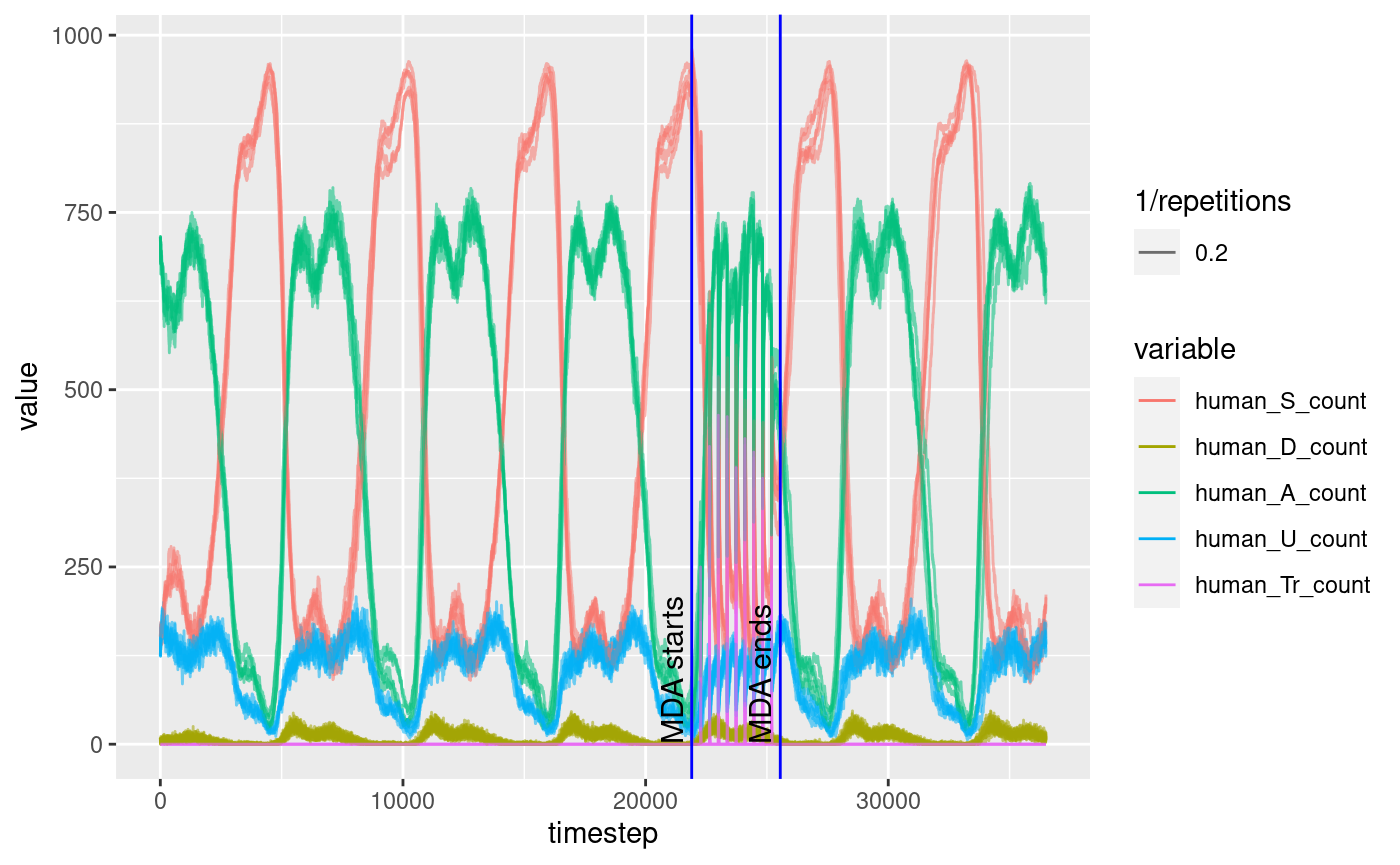 1000
750
500
250
0
value
MDA starts
MDA ends
0
10000
20000
30000
timestep
1/repetitions
0.2
variable
human_S_count
human_D_count
human_A_count
human_U_count
human_Tr_count